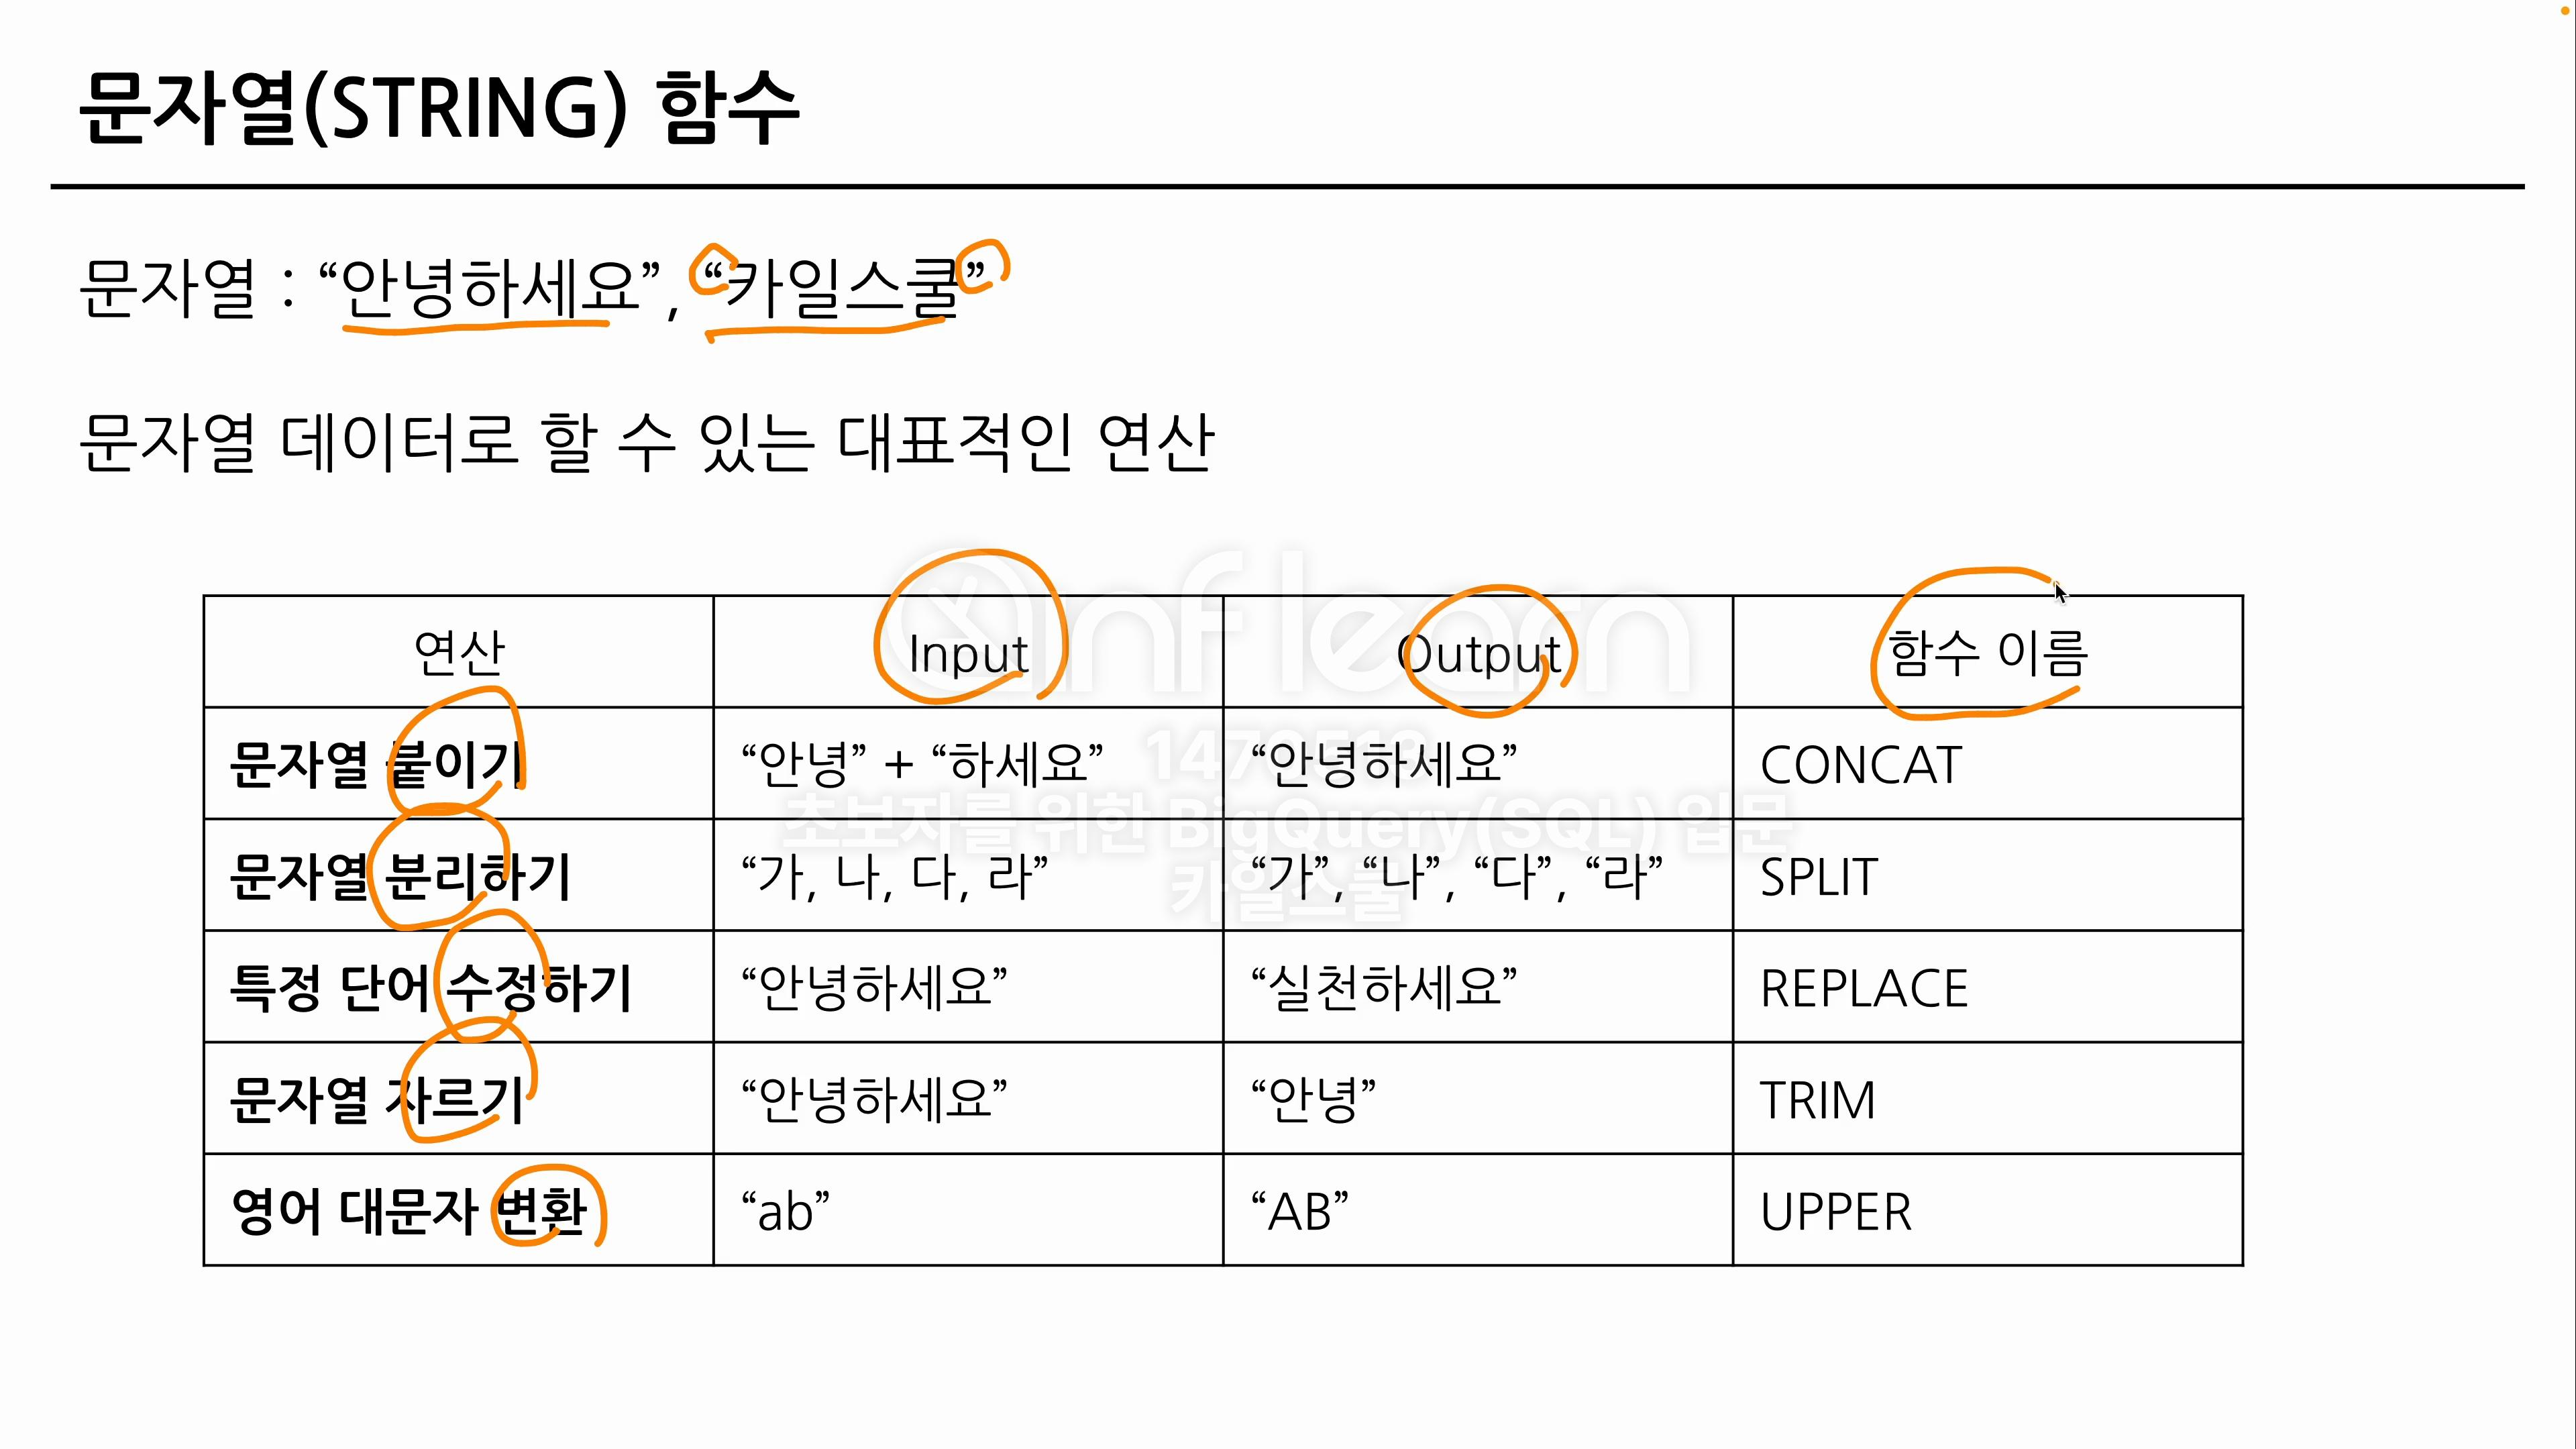 문자열(STRING) 함수
문자열 : “안녕하세요”, “카일스쿨”
문자열 데이터로 할 수 있는 대표적인 연산
연산 Input Output 함수 이름
문자열 붙이기 “안녕” + “하세요” “안녕하세요” CONCAT
문자열 분리하기 “가, 나, 다, 라” “가”, “나”, “다”, “라” SPLIT
특정 단어 수정하기 “안녕하세요” “실천하세요” REPLACE
문자열 자르기 “안녕하세요” “안녕” TRIM
영어 대문자 변환 “ab” “AB” UPPER
inflearn
초보자를 위한 BigQuery(SQL) 입문
카일스쿨